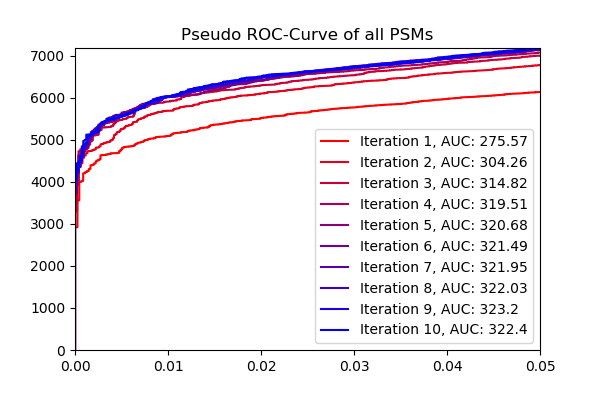 Pseudo ROC-Curve of all PSMs
7000
6000
5000
4000
3000
2000
1000
0
Iteration 1, AUC: 275.57
Iteration 2, AUC: 304.26
Iteration 3, AUC: 314.82
Iteration 4, AUC: 319.51
Iteration 5, AUC: 320.68
Iteration 6, AUC: 321.49
Iteration 7, AUC: 321.95
Iteration 8, AUC: 322.03
Iteration 9, AUC: 323.2
Iteration 10, AUC: 322.4
0.00 0.01 0.02 0.03 0.04 0.05